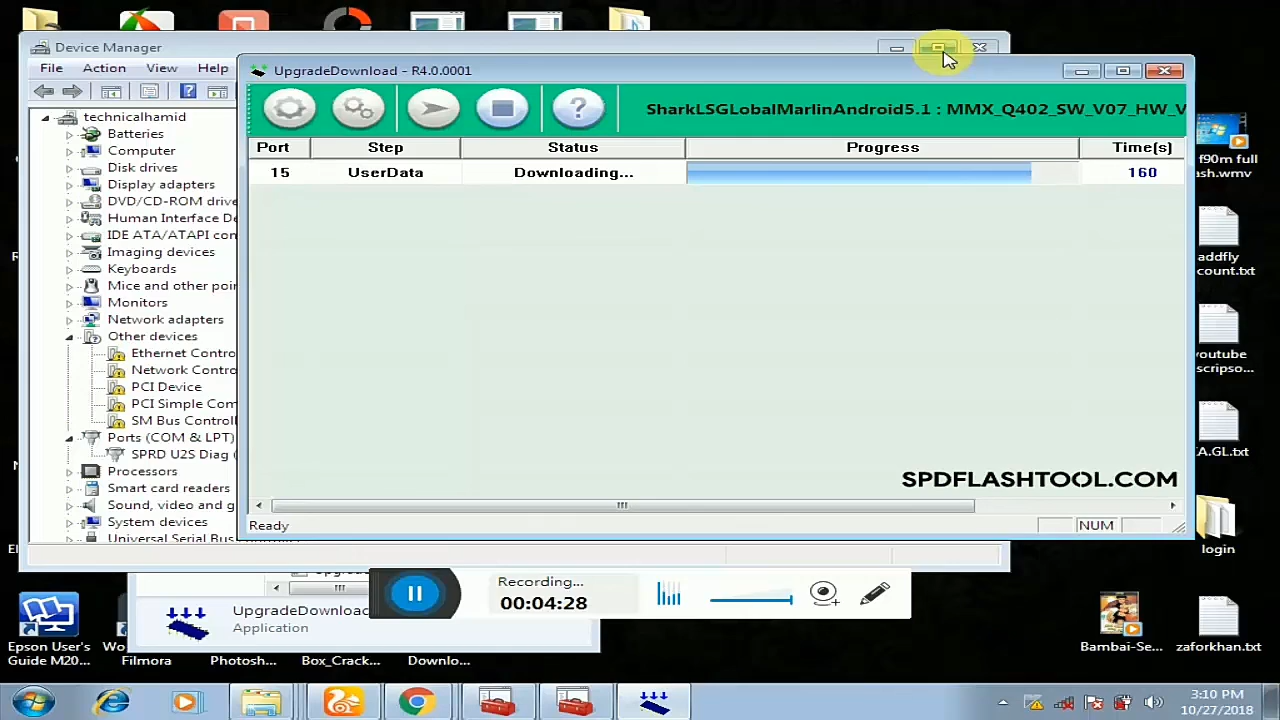 Device Manager
File Action View Help
UpgradeDownload - R4.0.0001
SharkLSGLobalMarlinAndroid5.1 : MMX_Q402_SW_V07_HW_V
Port Step Status Progress Time(s)
15 UserData Downloading... 160
technicalhamid
Batteries
Computer
Disk drives
Display adapters
DVD/CD-ROM drive
Human Interface De
IDE ATA/ATAPI con
Imaging devices
Keyboards
Mice and other poin
Monitors
Network adapters
Other devices
Ethernet Contro
Network Contro
PCI Device
PCI Simple Com
SM Bus Controll
Ports (COM & LPT)
SPRD U2S Diag (
Processors
Smart card readers
Sound, video and g
System devices
Universal Serial Bus
SPDFLASHTOOL.COM
Ready
NUM
Recording...
00:04:28
UpgradeDownload
Application
f90m full
ash.wmv
addfly
count.txt
youtube
scripso...
A.GL.txt
login
Epson User's
Guide M20...
Wo
Filmora
Photosh...
Box_Crack...
Downlo...
Bambai-Se...
zaforkhan.txt
3:10 PM
10/27/2018